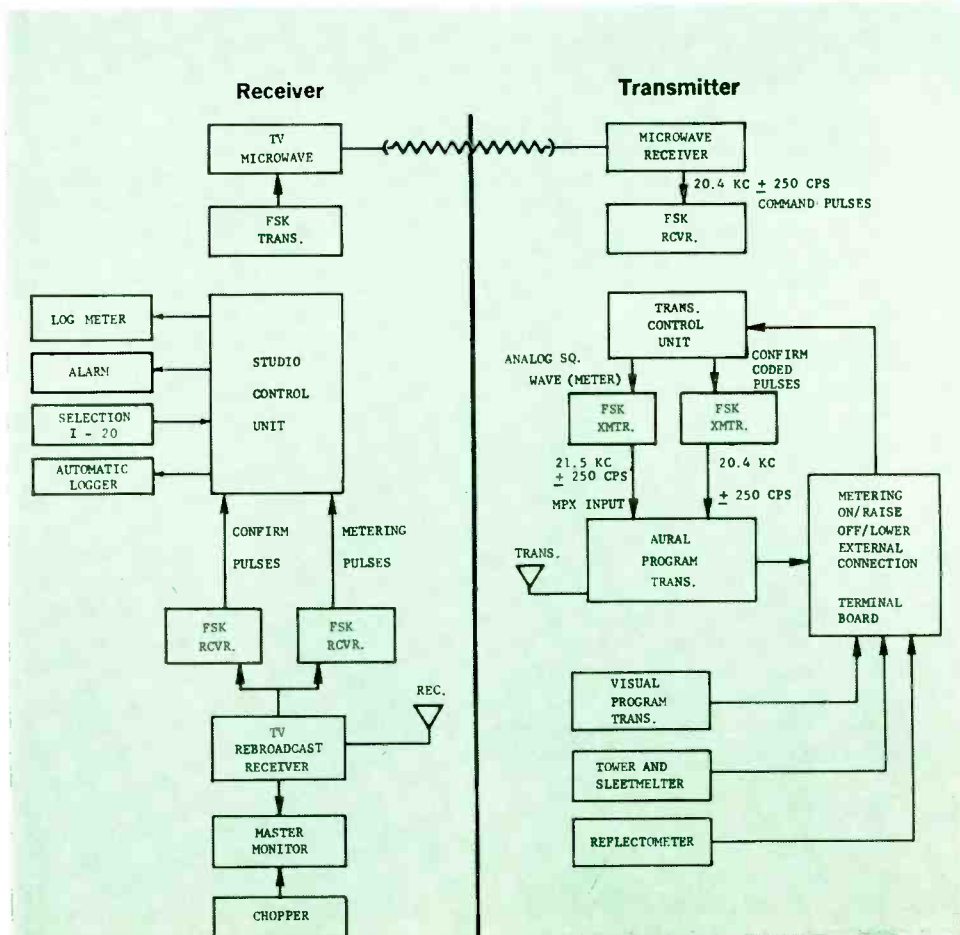 Receiver
TV
MICROWAVE
FSK
TRANS.
LOG METER
ALARM
SELECTION
I - 20
AUTOMATIC
LOGGER
STUDIO
CONTROL
UNIT
CONFIRM
PULSES
METERING
PULSES
FSK
RCVR.
FSK
RCVR.
REC.
TV
REBROADCAST
RECEIVER
MASTER
MONITOR
CHOPPER
Transmitter
MICROWAVE
RECEIVER
20.4 KC ± 250 CPS
COMMAND PULSES
FSK
RCVR.
TRANS.
CONTROL
UNIT
ANALOG SQ.
WAVE (METER)
CONFIRM
CODED
PULSES
FSK
XMTR.
FSK
XMTR.
21.5 KC
± 250 CPS
MPX INPUT
20.4 KC
± 250 CPS
TRANS.
AURAL
PROGRAM
TRANS.
METERING
ON/RAISE
OFF/LOWER
EXTERNAL
CONNECTION
TERMINAL
BOARD
VISUAL
PROGRAM
TRANS.
TOWER AND
SLEETMELTER
REFLECTOMETER